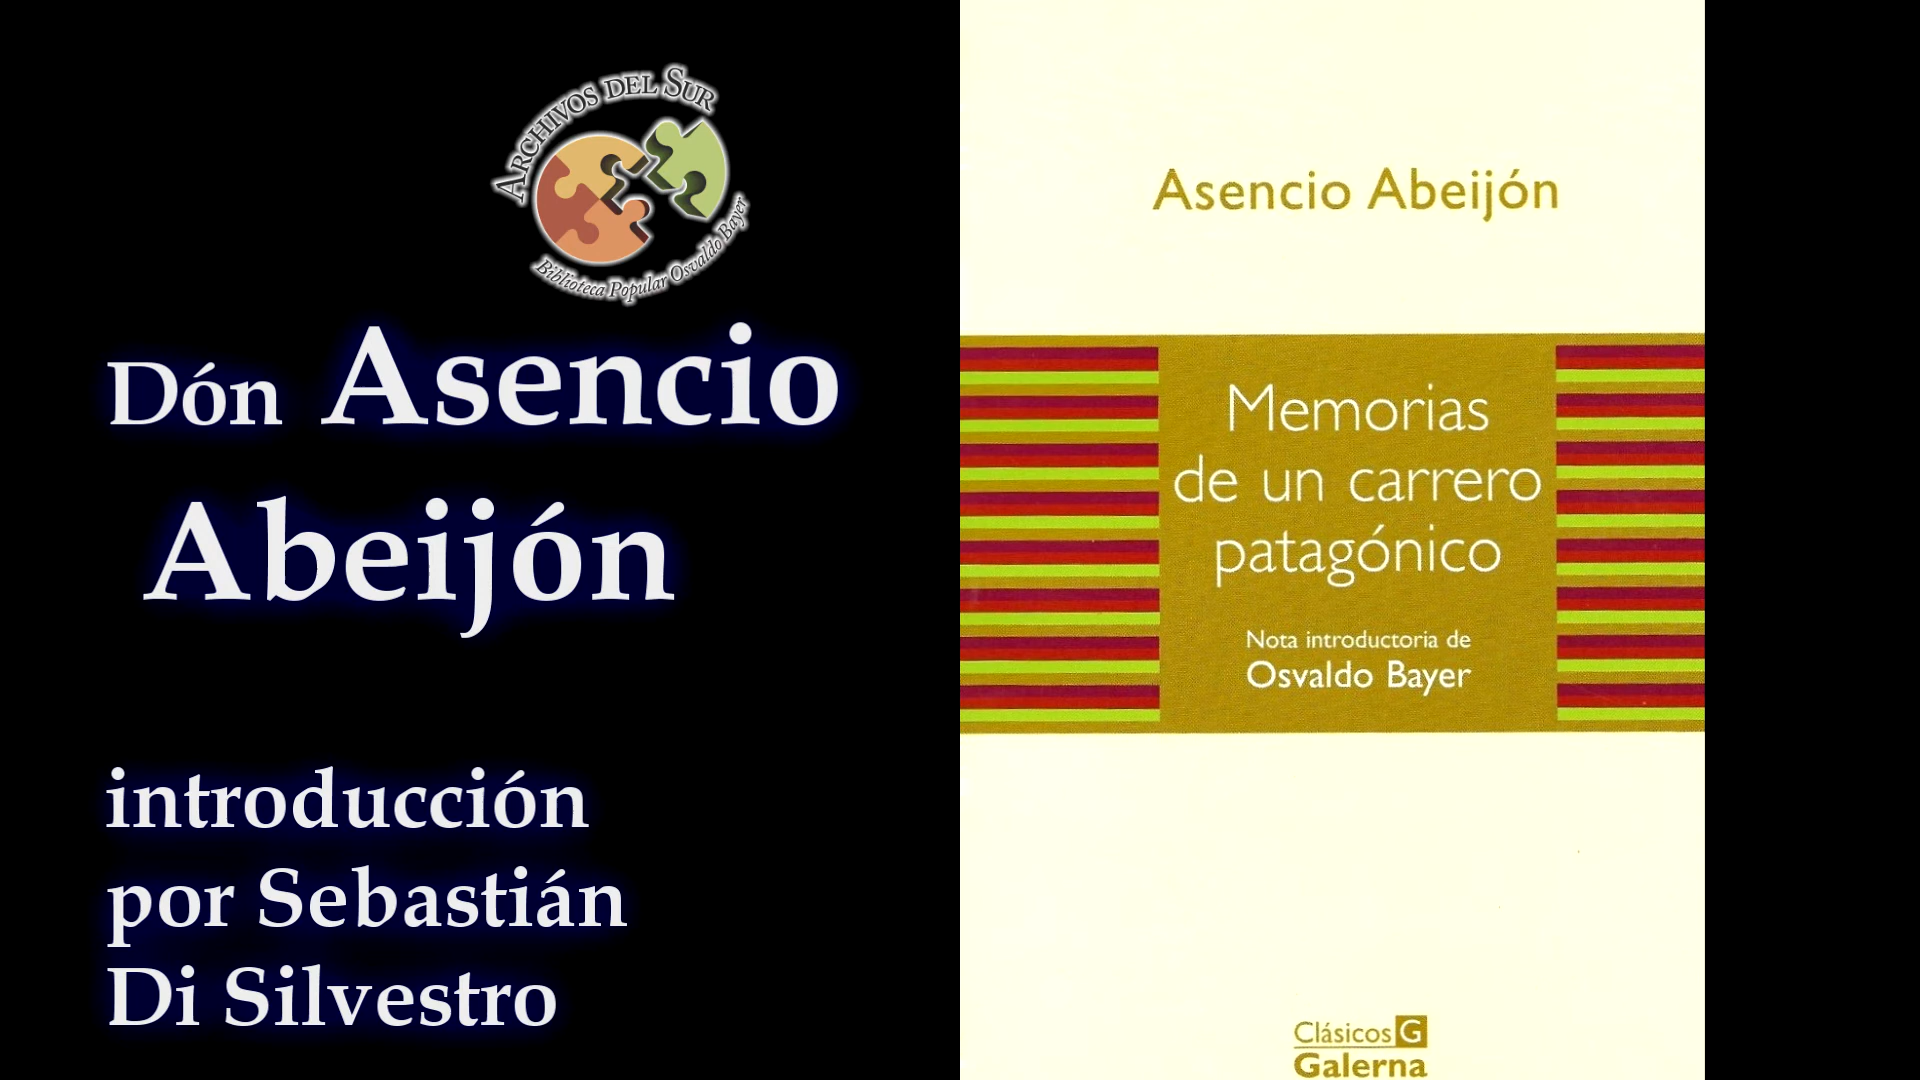 ARCHIVOS DEL SUR
Biblioteca Popular Osvaldo Bayer
Dón Asencio
Abeijón
introducción
por Sebastián
Di Silvestro
Asencio Abeijón
Memorias
de un carrero
patagónico
Nota introductoria de
Osvaldo Bayer
Clásicos G
Galerna